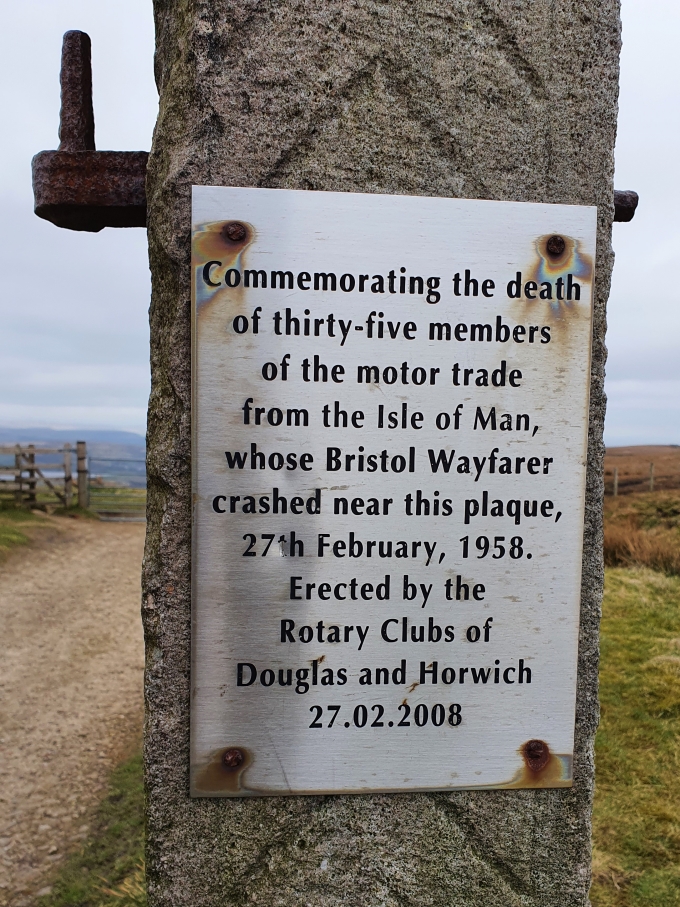 Commemorating the death
of thirty-five members
of the motor trade
from the Isle of Man,
whose Bristol Wayfarer
crashed near this plaque,
27th February, 1958.
Erected by the
Rotary Clubs of
Douglas and Horwich
27.02.2008